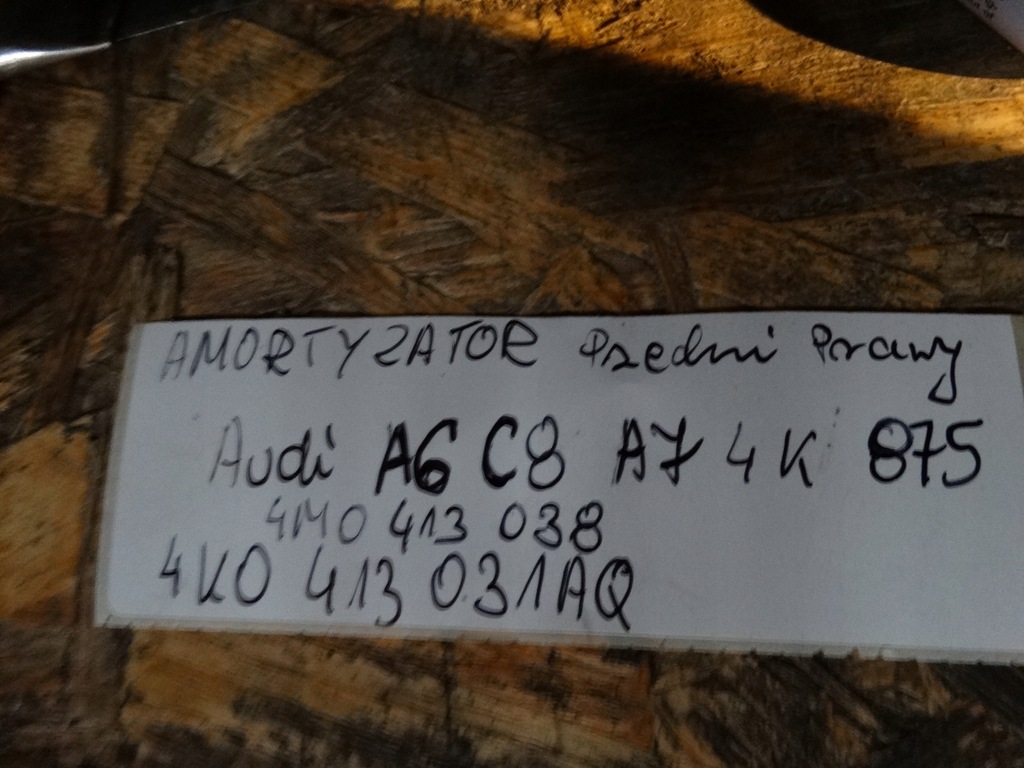 AMORTYZATOR Przedni Prawy
Audi A6 C8 A7 4K 875
4M0 413 038
4K0 413 031AQ